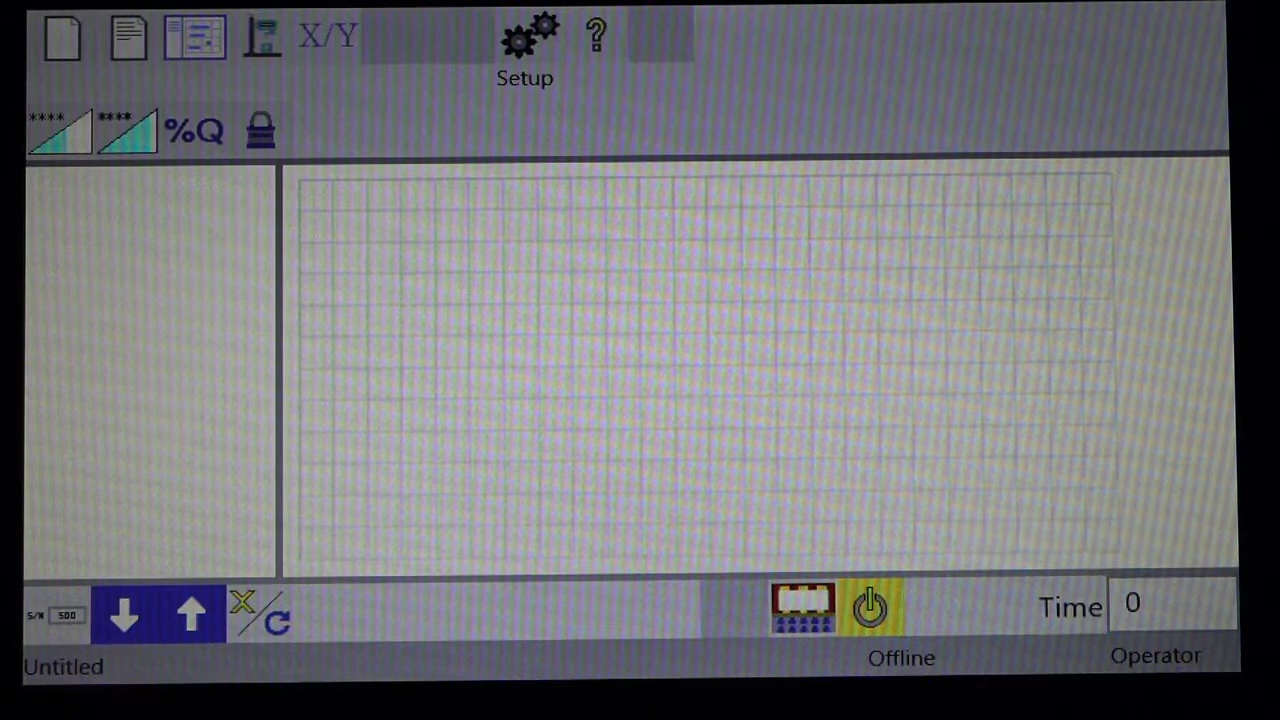 X/Y
?
Setup
**** **** %Q
S/N 500
X/C
Time 0
Untitled
Offline
Operator